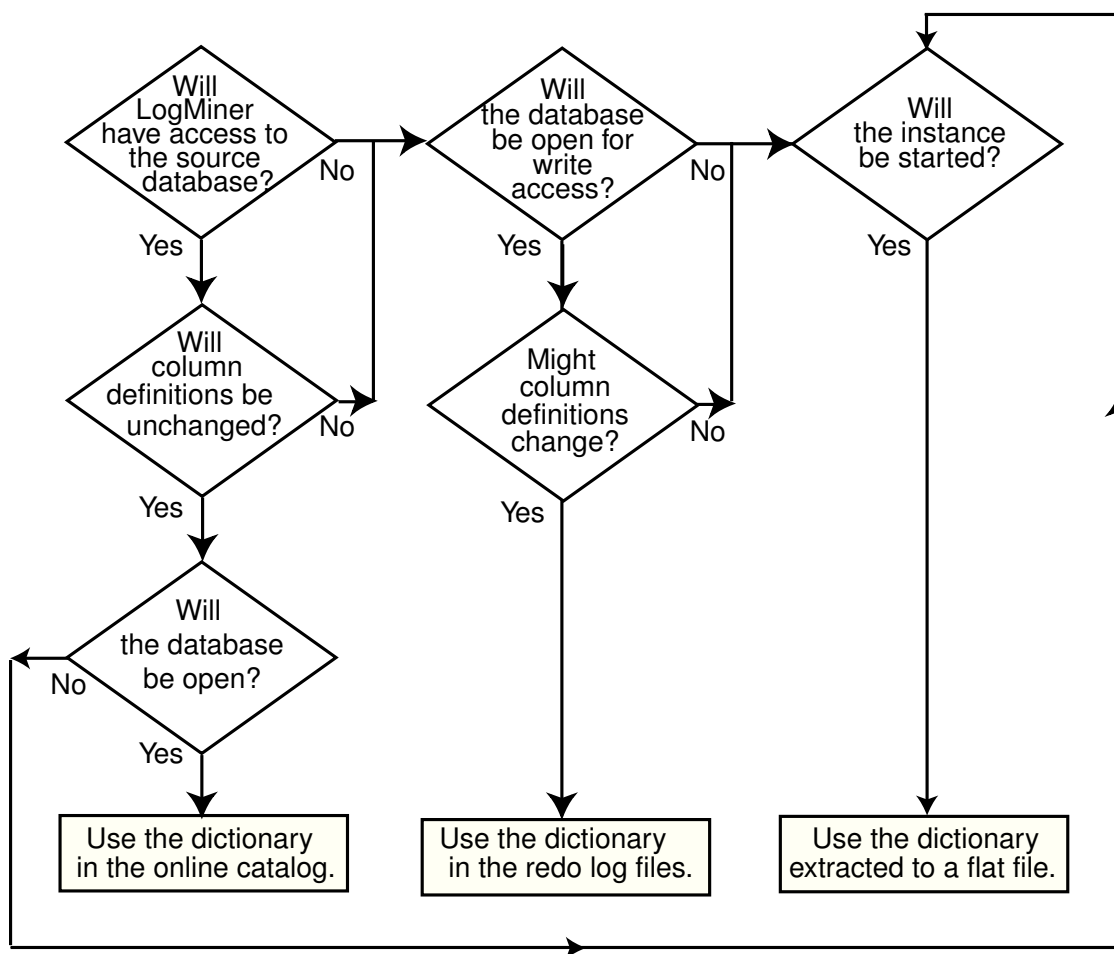 Will
LogMiner
have access to
the source
database?
No
Yes
Will
column
definitions be
unchanged?
No
Yes
Will
the database
be open?
No
Yes
Use the dictionary
in the online catalog.
Will
the database
be open for
write
access?
No
Yes
Might
column
definitions
change?
No
Yes
Use the dictionary
in the redo log files.
Will
the instance
be started?
Yes
Use the dictionary
extracted to a flat file.